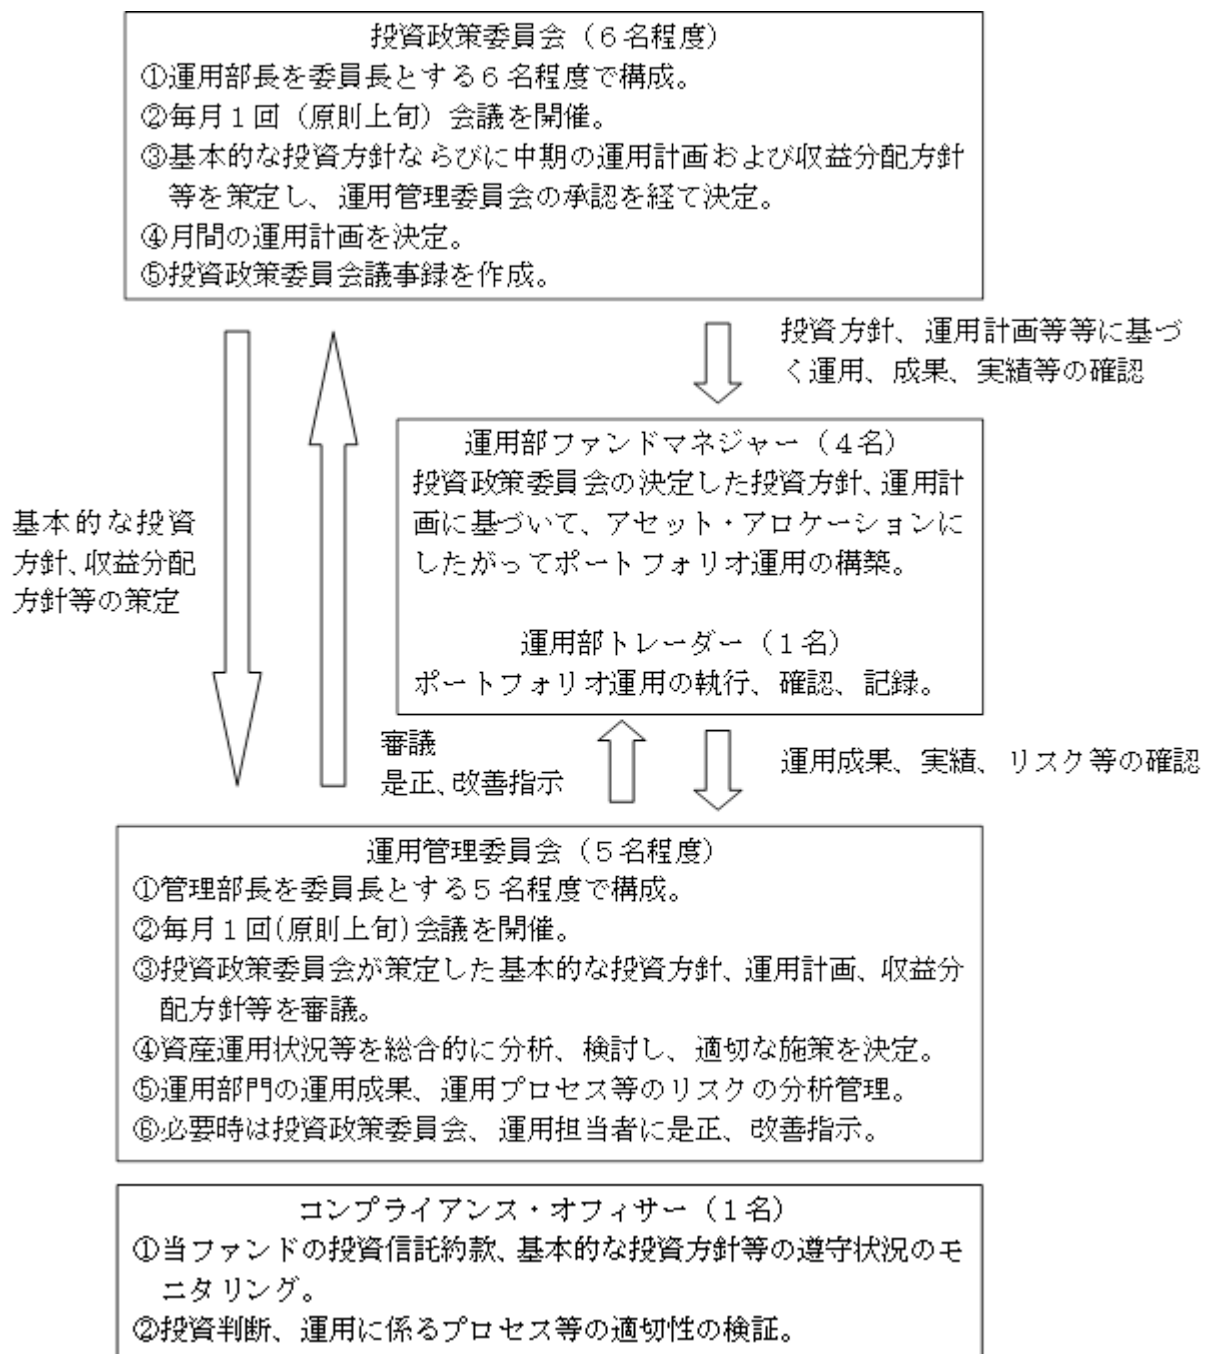 投資政策委員会（６名程度）
①運用部長を委員長とする６名程度で構成。
②毎月１回（原則上旬）会議を開催。
③基本的な投資方針ならびに中期の運用計画および収益分配方針
等を策定し、運用管理委員会の承認を経て決定。
④月間の運用計画を決定。
⑤投資政策委員会議事録を作成。
投資方針、運用計画等等に基づ
く運用、成果、実績等の確認
基本的な投資
方針、収益分配
方針等の策定
運用部ファンドマネジャー（４名）
投資政策委員会の決定した投資方針、運用計
画に基づいて、アセット・アロケーションに
したがってポートフォリオ運用の構築。
運用部トレーダー（１名）
ポートフォリオ運用の執行、確認、記録。
審議
是正、改善指示
運用成果、実績、リスク等の確認
運用管理委員会（５名程度）
①管理部長を委員長とする５名程度で構成。
②毎月１回(原則上旬)会議を開催。
③投資政策委員会が策定した基本的な投資方針、運用計画、収益分
配方針等を審議。
④資産運用状況等を総合的に分析、検討し、適切な施策を決定。
⑤運用部門の運用成果、運用プロセス等のリスクの分析管理。
⑥必要時は投資政策委員会、運用担当者に是正、改善指示。
コンプライアンス・オフィサー（１名）
①当ファンドの投資信託約款、基本的な投資方針等の遵守状況のモ
ニタリング。
②投資判断、運用に係るプロセス等の適切性の検証。